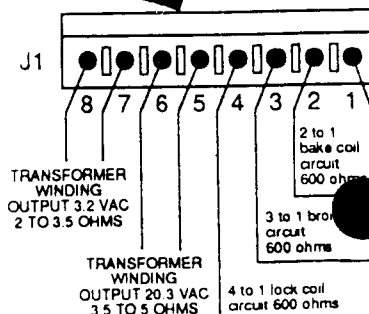 J1
8 7 6 5 4 3 2 1
2 to 1
bake coil
circuit
600 ohms
TRANSFORMER
WINDING
OUTPUT 3.2 VAC
2 TO 3.5 OHMS
3 to 1
circuit
600 ohms
TRANSFORMER
WINDING
OUTPUT 20.3 VAC
3.5 TO 5 OHMS
4 to 1 lock coil
circuit 600 ohms